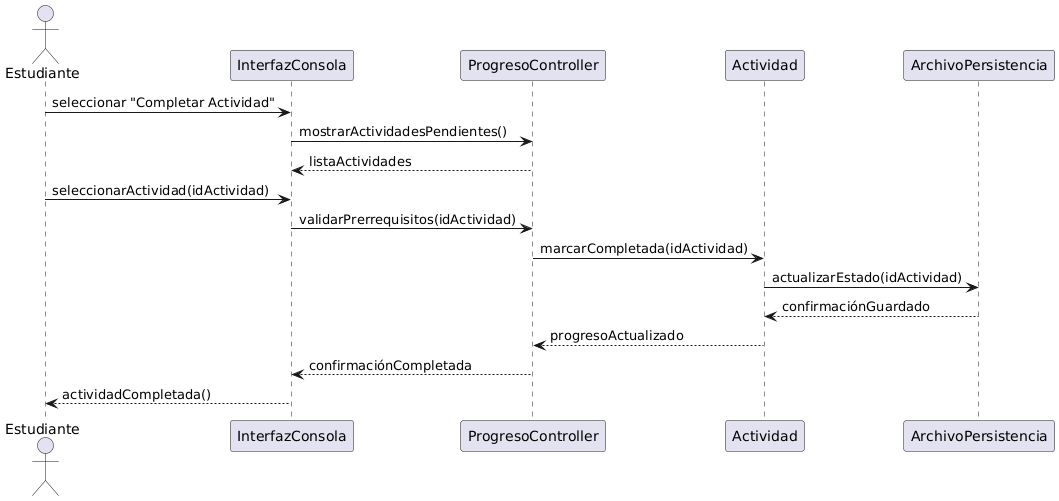 Estudiante
InterfazConsola
ProgresoController
Actividad
ArchivoPersistencia
seleccionar "Completar Actividad"
mostrarActividadesPendientes()
listaActividades
seleccionarActividad(idActividad)
validarPrerrequisitos(idActividad)
marcarCompletada(idActividad)
actualizarEstado(idActividad)
confirmaciónGuardado
progresoActualizado
confirmaciónCompletada
actividadCompletada()
Estudiante
InterfazConsola
ProgresoController
Actividad
ArchivoPersistencia